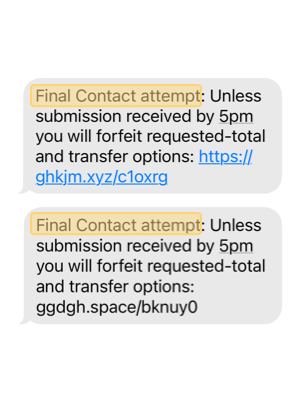 Final Contact attempt: Unless
submission received by 5pm
you will forfeit requested-total
and transfer options: https://
ghkjm.xyz/c1oxrg
Final Contact attempt: Unless
submission received by 5pm
you will forfeit requested-total
and transfer options:
ggdgh.space/bknuy0